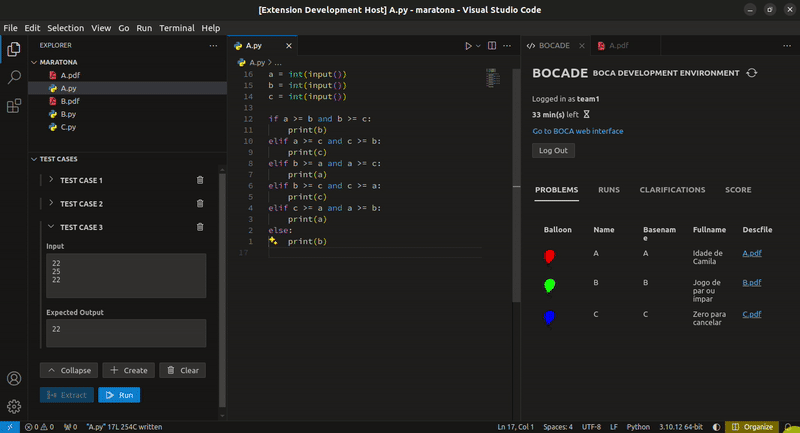 [Extension Development Host] A.py - maratona - Visual Studio Code
File Edit Selection View Go Run Terminal Help
EXPLORER
MARATONA
A.pdf
A.py
B.pdf
B.py
C.py
TEST CASES
TEST CASE 1
TEST CASE 2
TEST CASE 3
Input
22
25
22
Expected Output
22
Collapse Create Clear
Extract Run
A.py
A.py > ...
16 a = int(input())
15 b = int(input())
14 c = int(input())
13
12 if a >= b and b >= c:
11 print(b)
10 elif a >= c and c >= b:
9 print(c)
8 elif b >= a and a >= c:
7 print(a)
6 elif b >= c and c >= a:
5 print(c)
4 elif c >= a and a >= b:
3 print(a)
2 else:
1 print(b)
17
BOCADE A.pdf
BOCADE BOCA DEVELOPMENT ENVIRONMENT
Logged in as team1
33 min(s) left
Go to BOCA web interface
Log Out
PROBLEMS RUNS CLARIFICATIONS SCORE
Balloon Name Basename Fullname Descfile
A A Idade de Camila A.pdf
B B Jogo de par ou ímpar B.pdf
C C Zero para cancelar C.pdf
0 0 0 "A.py" 17L 254C written Ln 17, Col 1 Spaces: 4 UTF-8 LF Python 3.10.12 64-bit Organize